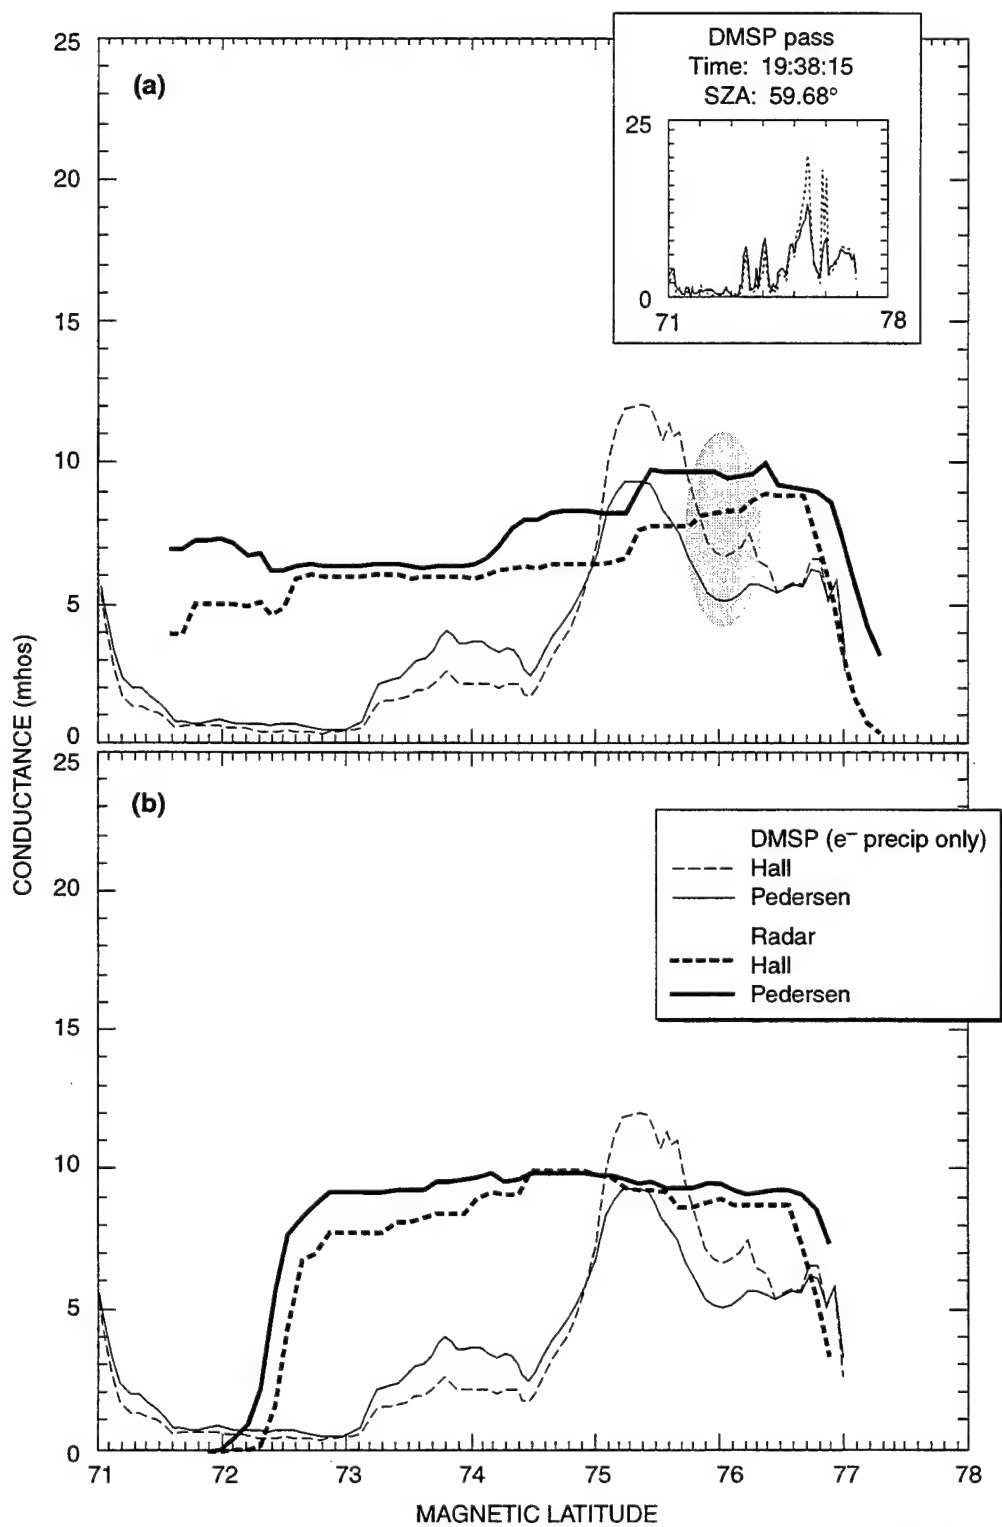 25
(a)
20
15
10
5
0
DMSP pass
Time: 19:38:15
SZA: 59.68°
25
0
71
78
CONDUCTANCE (mhos)
25
(b)
20
15
10
5
0
DMSP (e⁻ precip only)
Hall
Pedersen
Radar
Hall
Pedersen
71 72 73 74 75 76 77 78
MAGNETIC LATITUDE